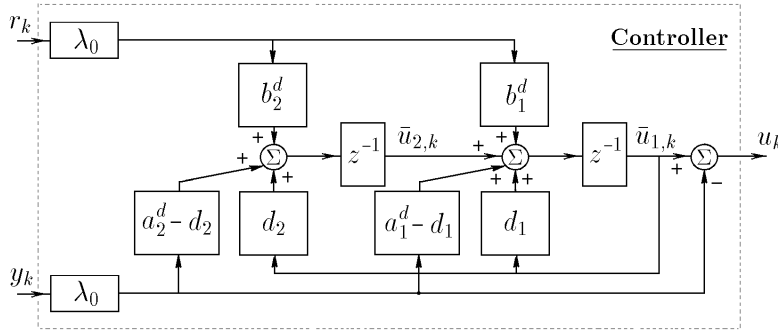 r_k
λ_0
Controller
b_2^d
b_1^d
+ + + +
+ + + +
Σ
z^{-1}
ū_{2,k}
Σ
z^{-1}
ū_{1,k}
+
Σ
−
u_k
a_2^d − d_2
d_2
a_1^d − d_1
d_1
y_k
λ_0